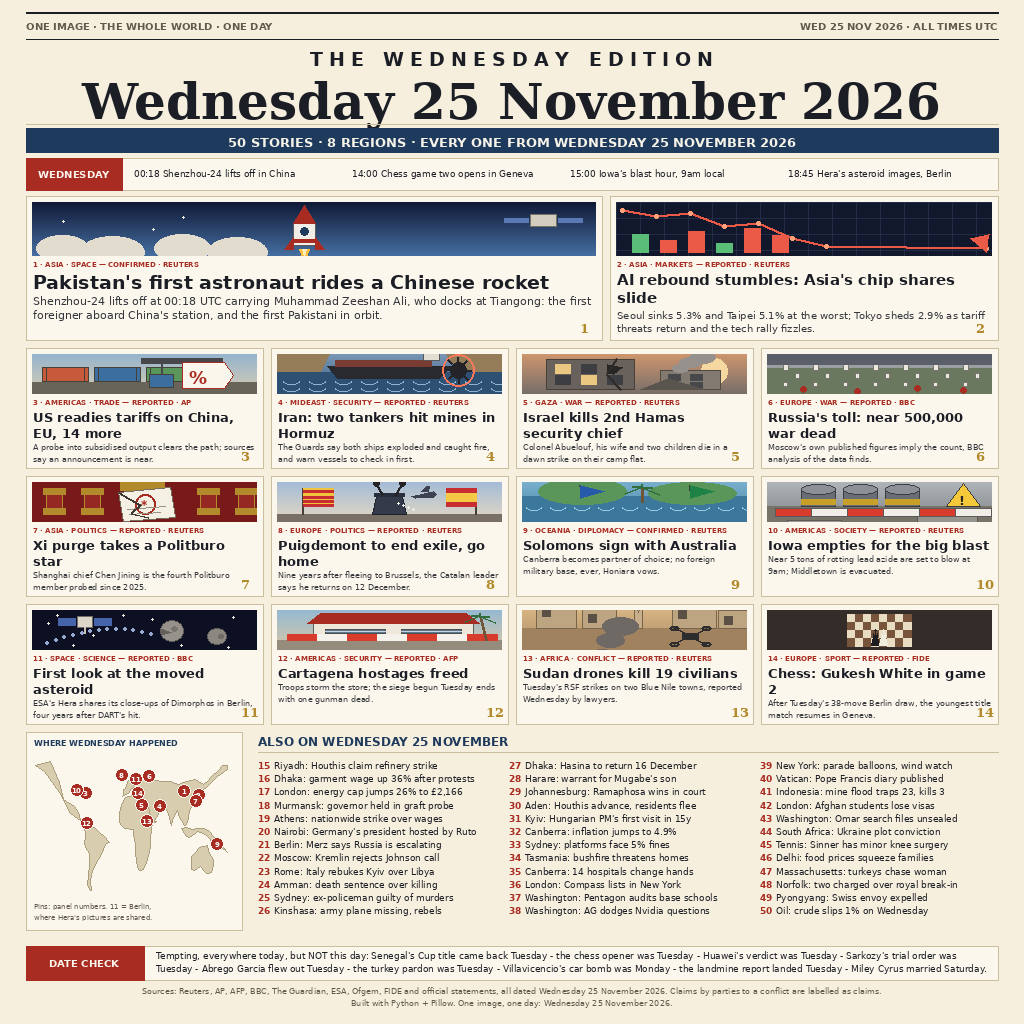 ONE IMAGE · THE WHOLE WORLD · ONE DAY
WED 25 NOV 2026 · ALL TIMES UTC
THE WEDNESDAY EDITION
Wednesday 25 November 2026
50 STORIES · 8 REGIONS · EVERY ONE FROM WEDNESDAY 25 NOVEMBER 2026
WEDNESDAY
00:18 Shenzhou-24 lifts off in China
14:00 Chess game two opens in Geneva
15:00 Iowa's blast hour, 9am local
18:45 Hera's asteroid images, Berlin
1 · ASIA · SPACE — CONFIRMED · REUTERS
Pakistan's first astronaut rides a Chinese rocket
Shenzhou-24 lifts off at 00:18 UTC carrying Muhammad Zeeshan Ali, who docks at Tiangong: the first
foreigner aboard China's station, and the first Pakistani in orbit.
1
2 · ASIA · MARKETS — REPORTED · REUTERS
AI rebound stumbles: Asia's chip shares
slide
Seoul sinks 5.3% and Taipei 5.1% at the worst; Tokyo sheds 2.9% as tariff
threats return and the tech rally fizzles.
2
%
3 · AMERICAS · TRADE — REPORTED · AP
US readies tariffs on China,
EU, 14 more
A probe into subsidised output clears the path; sources
say an announcement is near.
3
4 · MIDEAST · SECURITY — REPORTED · REUTERS
Iran: two tankers hit mines in
Hormuz
The Guards say both ships exploded and caught fire,
and warn vessels to check in first.
4
5 · GAZA · WAR — REPORTED · REUTERS
Israel kills 2nd Hamas
security chief
Colonel Abuelouf, his wife and two children die in a
dawn strike on their camp flat.
5
6 · EUROPE · WAR — REPORTED · BBC
Russia's toll: near 500,000
war dead
Moscow's own published figures imply the count, BBC
analysis of the data finds.
6
7 · ASIA · POLITICS — REPORTED · REUTERS
Xi purge takes a Politburo
star
Shanghai chief Chen Jining is the fourth Politburo
member probed since 2025.
7
8 · EUROPE · POLITICS — REPORTED · REUTERS
Puigdemont to end exile, go
home
Nine years after fleeing to Brussels, the Catalan leader
says he returns on 12 December.
8
9 · OCEANIA · DIPLOMACY — CONFIRMED · REUTERS
Solomons sign with Australia
Canberra becomes partner of choice; no foreign
military base, ever, Honiara vows.
9
!
10 · AMERICAS · SOCIETY — REPORTED · REUTERS
Iowa empties for the big blast
Near 5 tons of rotting lead azide are set to blow at
9am; Middletown is evacuated.
10
11 · SPACE · SCIENCE — REPORTED · BBC
First look at the moved
asteroid
ESA's Hera shares its close-ups of Dimorphos in Berlin,
four years after DART's hit.
11
12 · AMERICAS · SECURITY — REPORTED · AFP
Cartagena hostages freed
Troops storm the store; the siege begun Tuesday ends
with one gunman dead.
12
13 · AFRICA · CONFLICT — REPORTED · REUTERS
Sudan drones kill 19 civilians
Tuesday's RSF strikes on two Blue Nile towns, reported
Wednesday by lawyers.
13
14 · EUROPE · SPORT — REPORTED · FIDE
Chess: Gukesh White in game
2
After Tuesday's 38-move Berlin draw, the youngest title
match resumes in Geneva.
14
WHERE WEDNESDAY HAPPENED
8 11 6
10 3 14 1 7
5 4
12 13
9
Pins: panel numbers. 11 = Berlin,
where Hera's pictures are shared.
ALSO ON WEDNESDAY 25 NOVEMBER
15 Riyadh: Houthis claim refinery strike
16 Dhaka: garment wage up 36% after protests
17 London: energy cap jumps 26% to £2,166
18 Murmansk: governor held in graft probe
19 Athens: nationwide strike over wages
20 Nairobi: Germany's president hosted by Ruto
21 Berlin: Merz says Russia is escalating
22 Moscow: Kremlin rejects Johnson call
23 Rome: Italy rebukes Kyiv over Libya
24 Amman: death sentence over killing
25 Sydney: ex-policeman guilty of murders
26 Kinshasa: army plane missing, rebels
27 Dhaka: Hasina to return 16 December
28 Harare: warrant for Mugabe's son
29 Johannesburg: Ramaphosa wins in court
30 Aden: Houthis advance, residents flee
31 Kyiv: Hungarian PM's first visit in 15y
32 Canberra: inflation jumps to 4.9%
33 Sydney: platforms face 5% fines
34 Tasmania: bushfire threatens homes
35 Canberra: 14 hospitals change hands
36 London: Compass lists in New York
37 Washington: Pentagon audits base schools
38 Washington: AG dodges Nvidia questions
39 New York: parade balloons, wind watch
40 Vatican: Pope Francis diary published
41 Indonesia: mine flood traps 23, kills 3
42 London: Afghan students lose visas
43 Washington: Omar search files unsealed
44 South Africa: Ukraine plot conviction
45 Tennis: Sinner has minor knee surgery
46 Delhi: food prices squeeze families
47 Massachusetts: turkeys chase woman
48 Norfolk: two charged over royal break-in
49 Pyongyang: Swiss envoy expelled
50 Oil: crude slips 1% on Wednesday
DATE CHECK
Tempting, everywhere today, but NOT this day: Senegal's Cup title came back Tuesday - the chess opener was Tuesday - Huawei's verdict was Tuesday - Sarkozy's trial order was
Tuesday - Abrego Garcia flew out Tuesday - the turkey pardon was Tuesday - Villavicencio's car bomb was Monday - the landmine report landed Tuesday - Miley Cyrus married Saturday.
Sources: Reuters, AP, AFP, BBC, The Guardian, ESA, Ofgem, FIDE and official statements, all dated Wednesday 25 November 2026. Claims by parties to a conflict are labelled as claims.
Built with Python + Pillow. One image, one day: Wednesday 25 November 2026.